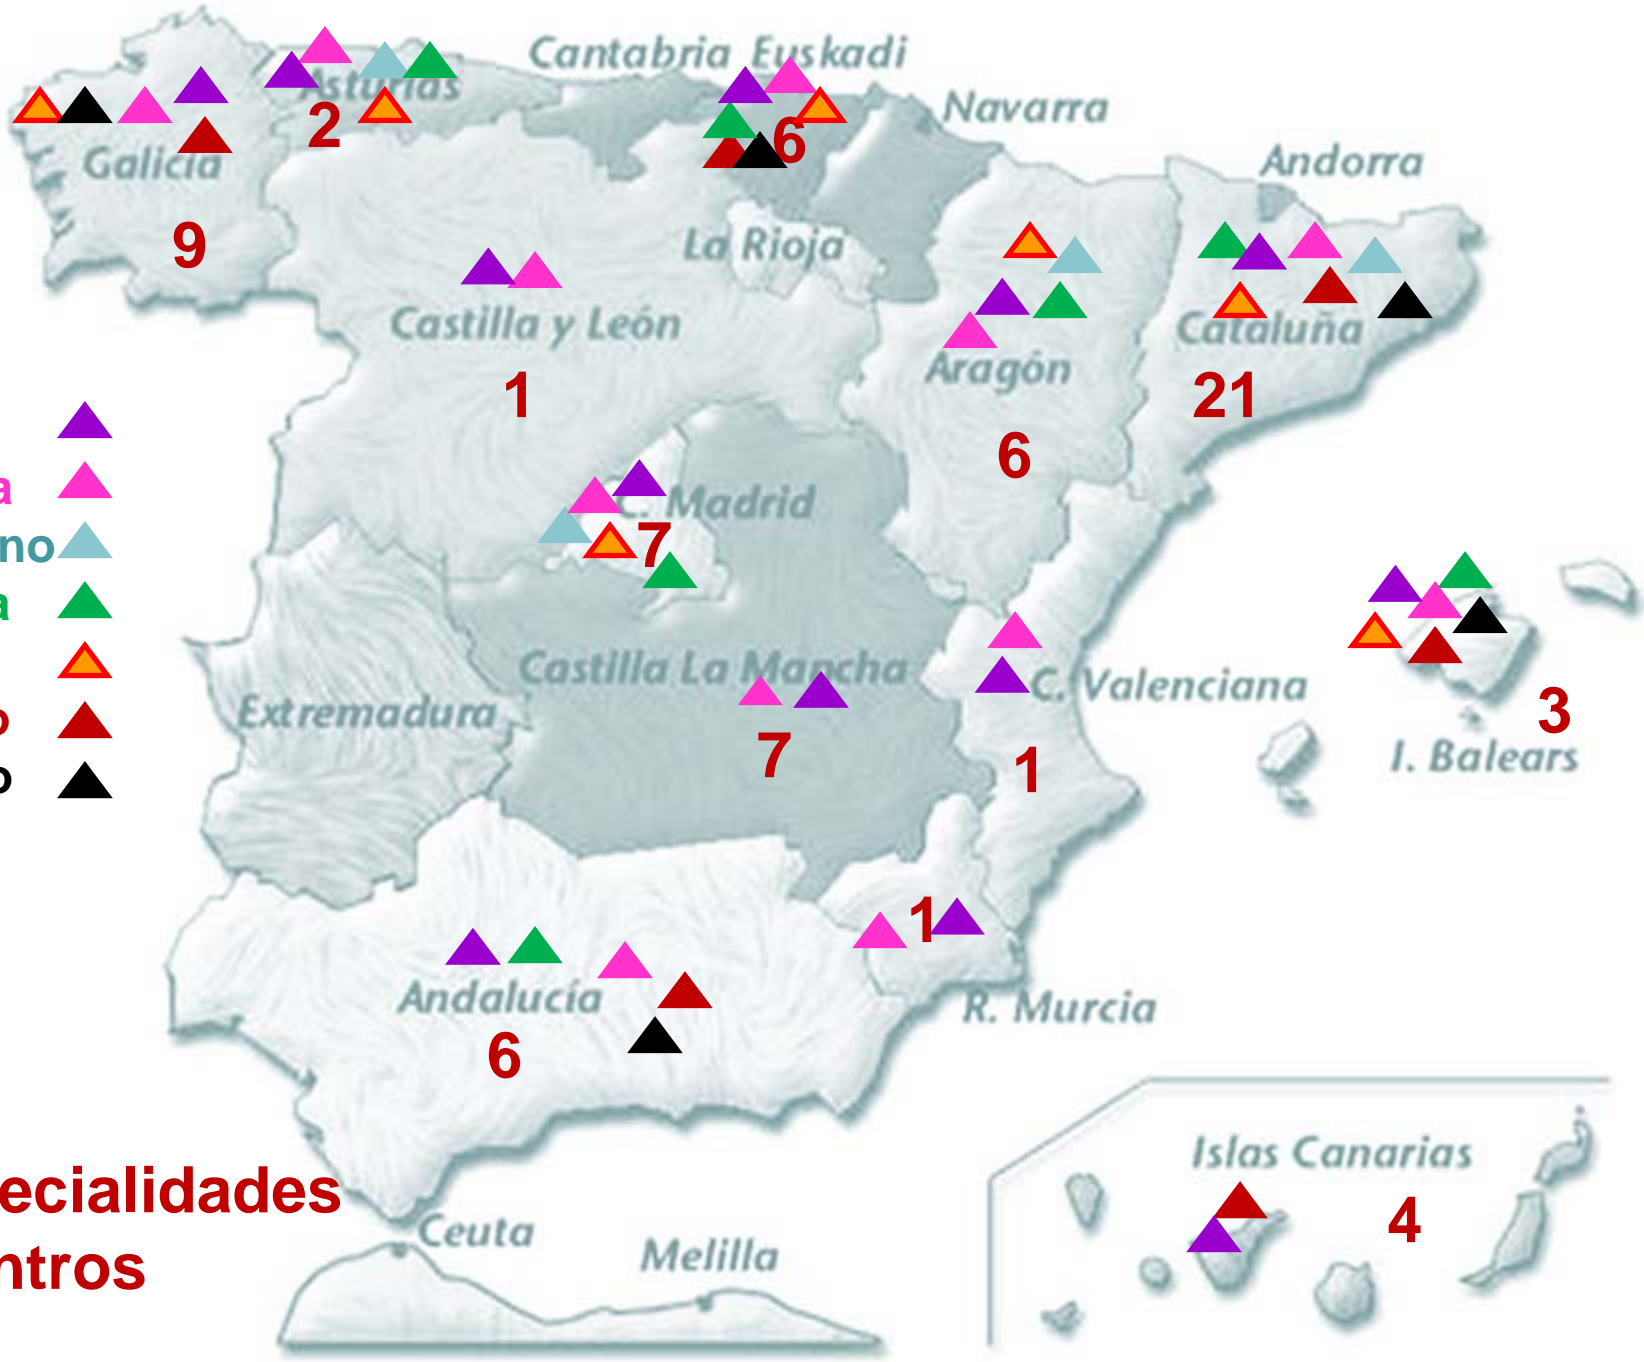 Cantabria Euskadi
Asturias
2
6
Navarra
Galicia
Andorra
9
La Rioja
Castilla y León
Cataluña
Aragón
1
21
6
a
no
a
o
o
C. Madrid
7
Castilla La Mancha
C. Valenciana
Extremadura
3
7
1
I. Balears
1
Andalucía
R. Murcia
6
Islas Canarias
4
ecialidades
ntros
Ceuta
Melilla